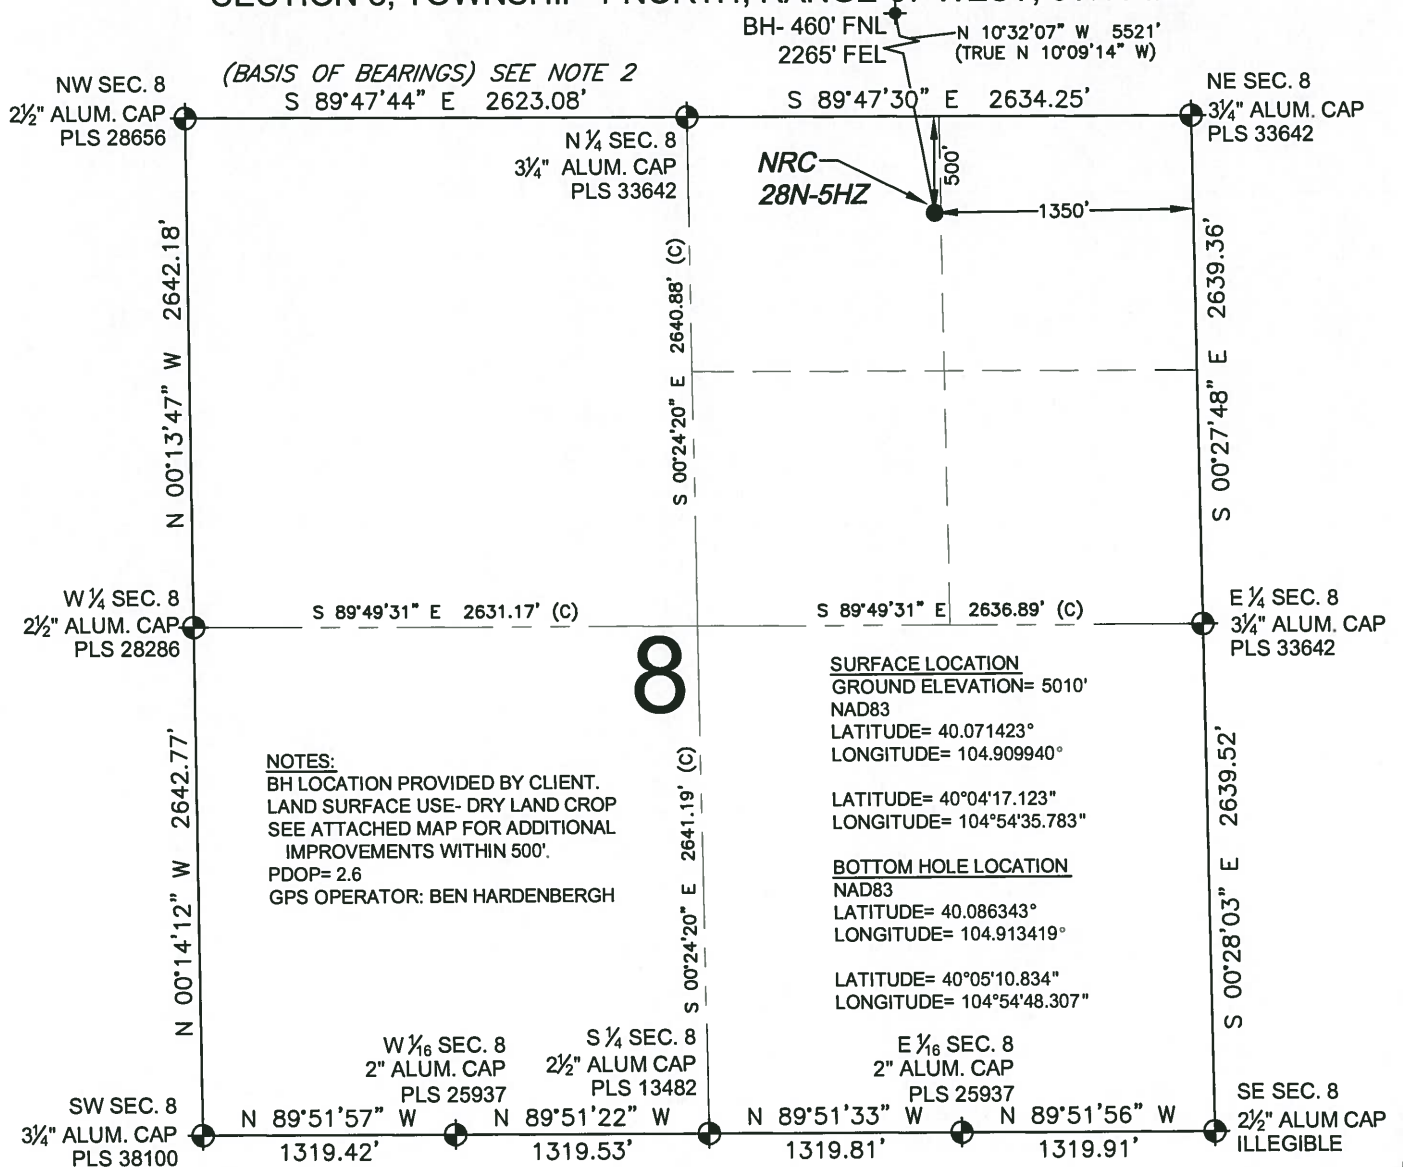 BH- 460' FNL
2265' FEL
N 10°32'07" W 5521'
(TRUE N 10°09'14" W)
(BASIS OF BEARINGS) SEE NOTE 2
S 89°47'44" E 2623.08'
S 89°47'30" E 2634.25'
NW SEC. 8
2½" ALUM. CAP
PLS 28656
N ¼ SEC. 8
3¼" ALUM. CAP
PLS 33642
NE SEC. 8
3¼" ALUM. CAP
PLS 33642
NRC
28N-5HZ
500'
1350'
N 00°13'47" W 2642.18'
S 00°24'20" E 2640.88' (C)
S 00°27'48" E 2639.36'
W ¼ SEC. 8
2½" ALUM. CAP
PLS 28286
S 89°49'31" E 2631.17' (C)
S 89°49'31" E 2636.89' (C)
E ¼ SEC. 8
3¼" ALUM. CAP
PLS 33642
8
NOTES:
BH LOCATION PROVIDED BY CLIENT.
LAND SURFACE USE- DRY LAND CROP
SEE ATTACHED MAP FOR ADDITIONAL
IMPROVEMENTS WITHIN 500'.
PDOP= 2.6
GPS OPERATOR: BEN HARDENBERGH
SURFACE LOCATION
GROUND ELEVATION= 5010'
NAD83
LATITUDE= 40.071423°
LONGITUDE= 104.909940°
LATITUDE= 40°04'17.123"
LONGITUDE= 104°54'35.783"
BOTTOM HOLE LOCATION
NAD83
LATITUDE= 40.086343°
LONGITUDE= 104.913419°
LATITUDE= 40°05'10.834"
LONGITUDE= 104°54'48.307"
N 00°14'12" W 2642.77'
S 00°24'20" E 2641.19' (C)
S 00°28'03" E 2639.52'
SW SEC. 8
3¼" ALUM. CAP
PLS 38100
W 1/16 SEC. 8
2" ALUM. CAP
PLS 25937
S ¼ SEC. 8
2½" ALUM CAP
PLS 13482
E 1/16 SEC. 8
2" ALUM. CAP
PLS 25937
SE SEC. 8
2½" ALUM CAP
ILLEGIBLE
N 89°51'57" W
1319.42'
N 89°51'22" W
1319.53'
N 89°51'33" W
1319.81'
N 89°51'56" W
1319.91'